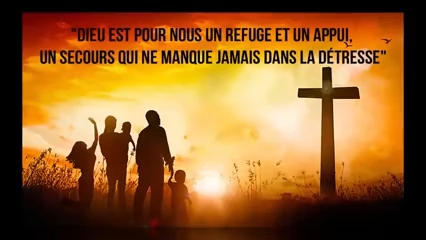 "DIEU EST POUR NOUS UN REFUGE ET UN APPUI,
UN SECOURS QUI NE MANQUE JAMAIS DANS LA DÉTRESSE"